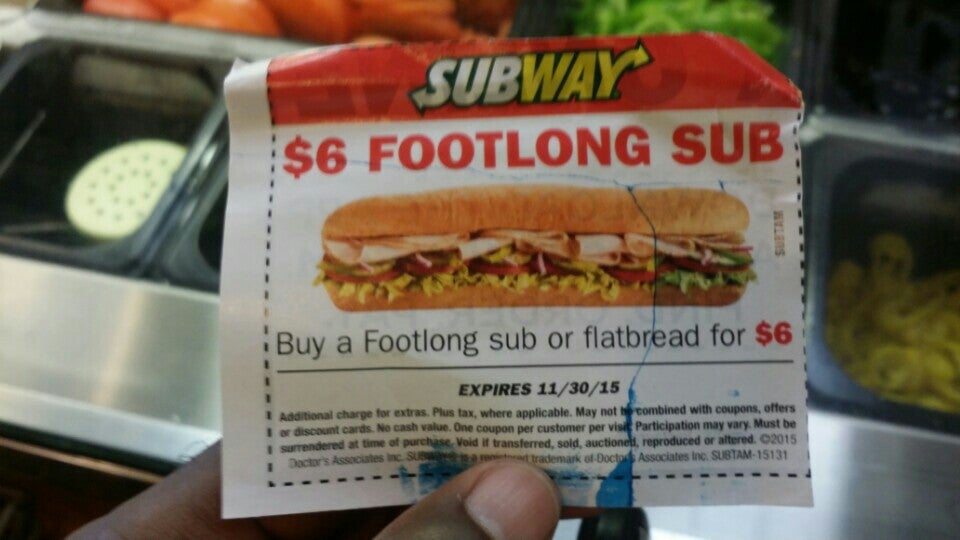 SUBWAY
$6 FOOTLONG SUB
SUBTAM
Buy a Footlong sub or flatbread for $6
EXPIRES 11/30/15
Additional charge for extras. Plus tax, where applicable. May not be combined with coupons, offers
or discount cards. No cash value. One coupon per customer per visit. Participation may vary. Must be
surrendered at time of purchase. Void if transferred, sold, auctioned, reproduced or altered. ©2015
Doctor's Associates Inc. SUBWAY® is a registered trademark of Doctor's Associates Inc. SUBTAM-15131